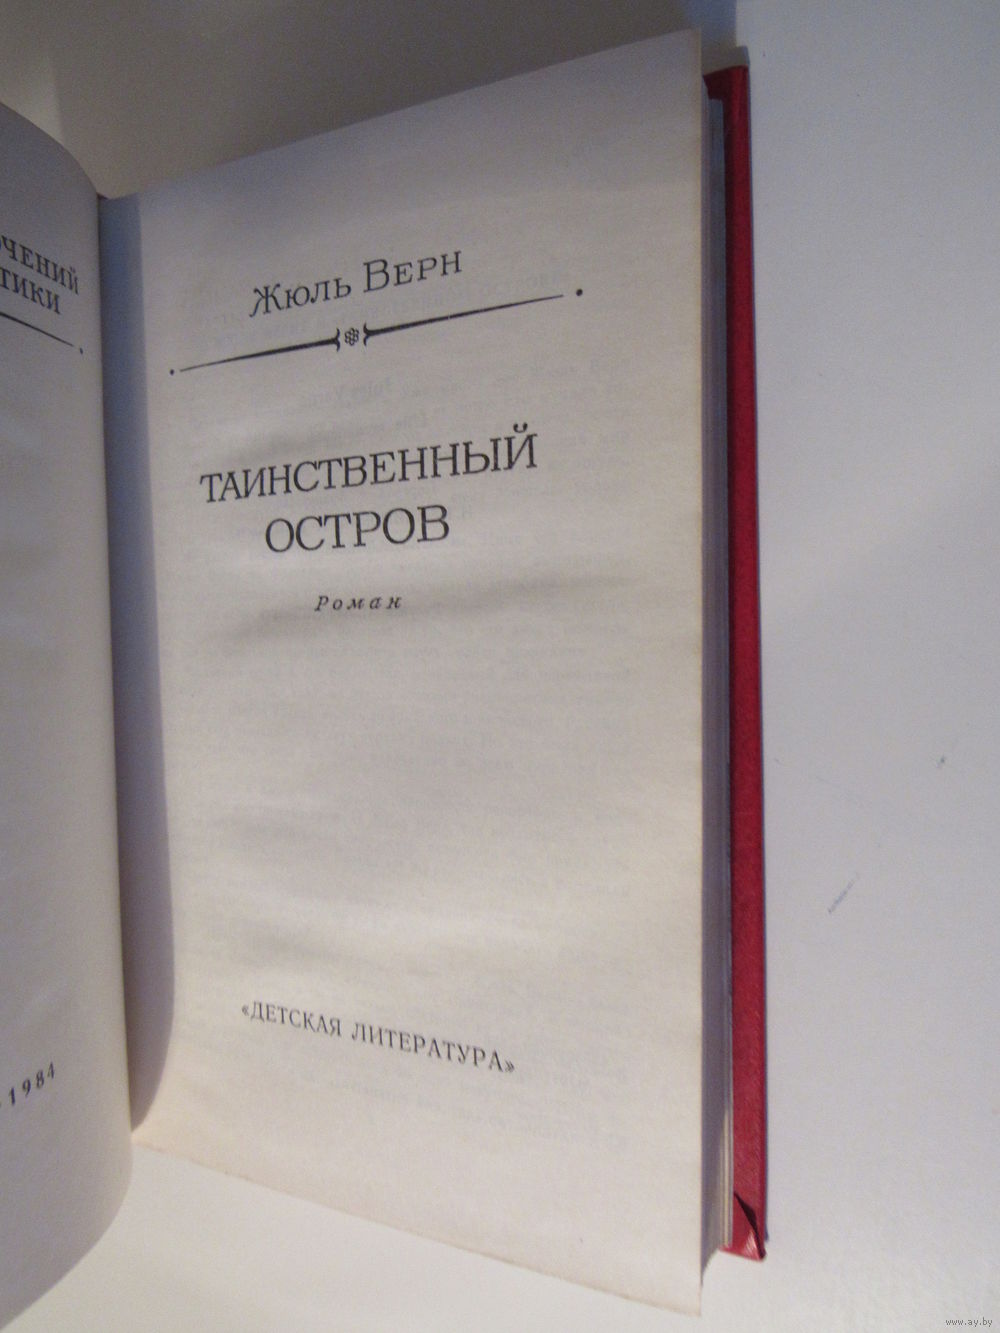 ЧЕНИЙ
ТИКИ
1984
Жюль Верн
ТАИНСТВЕННЫЙ
ОСТРОВ
Роман
«ДЕТСКАЯ ЛИТЕРАТУРА»
www.ay.by